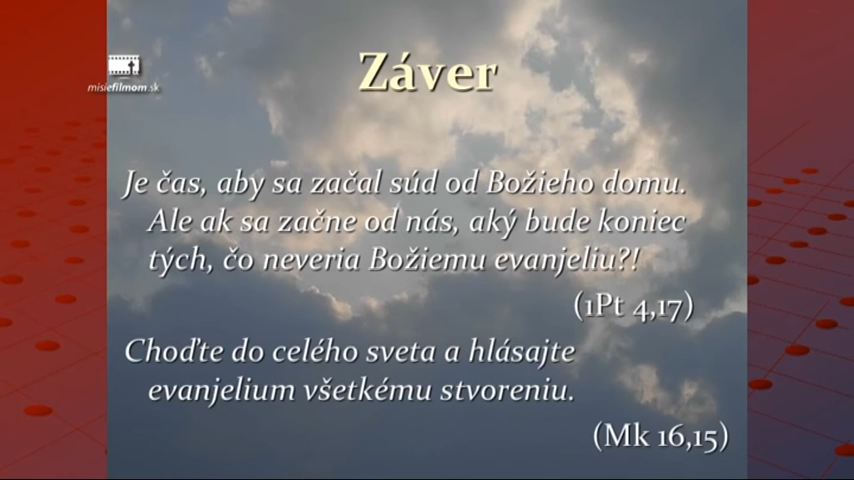 Záver
misiefilmom.sk
Je čas, aby sa začal súd od Božieho domu.
Ale ak sa začne od nás, aký bude koniec
tých, čo neveria Božiemu evanjeliu?!
(1Pt 4,17)
Choďte do celého sveta a hlásajte
evanjelium všetkému stvoreniu.
(Mk 16,15)